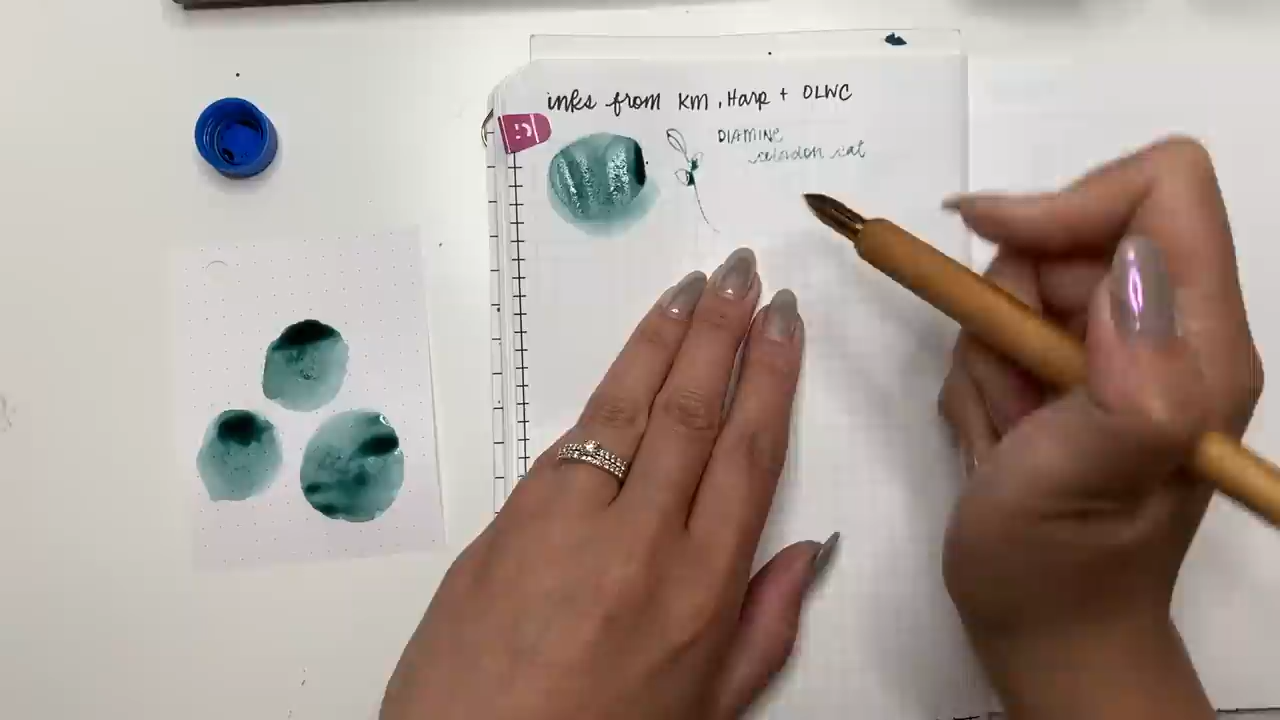 inks from KM, Harp + OLWC
DIAMINE
celadon cat